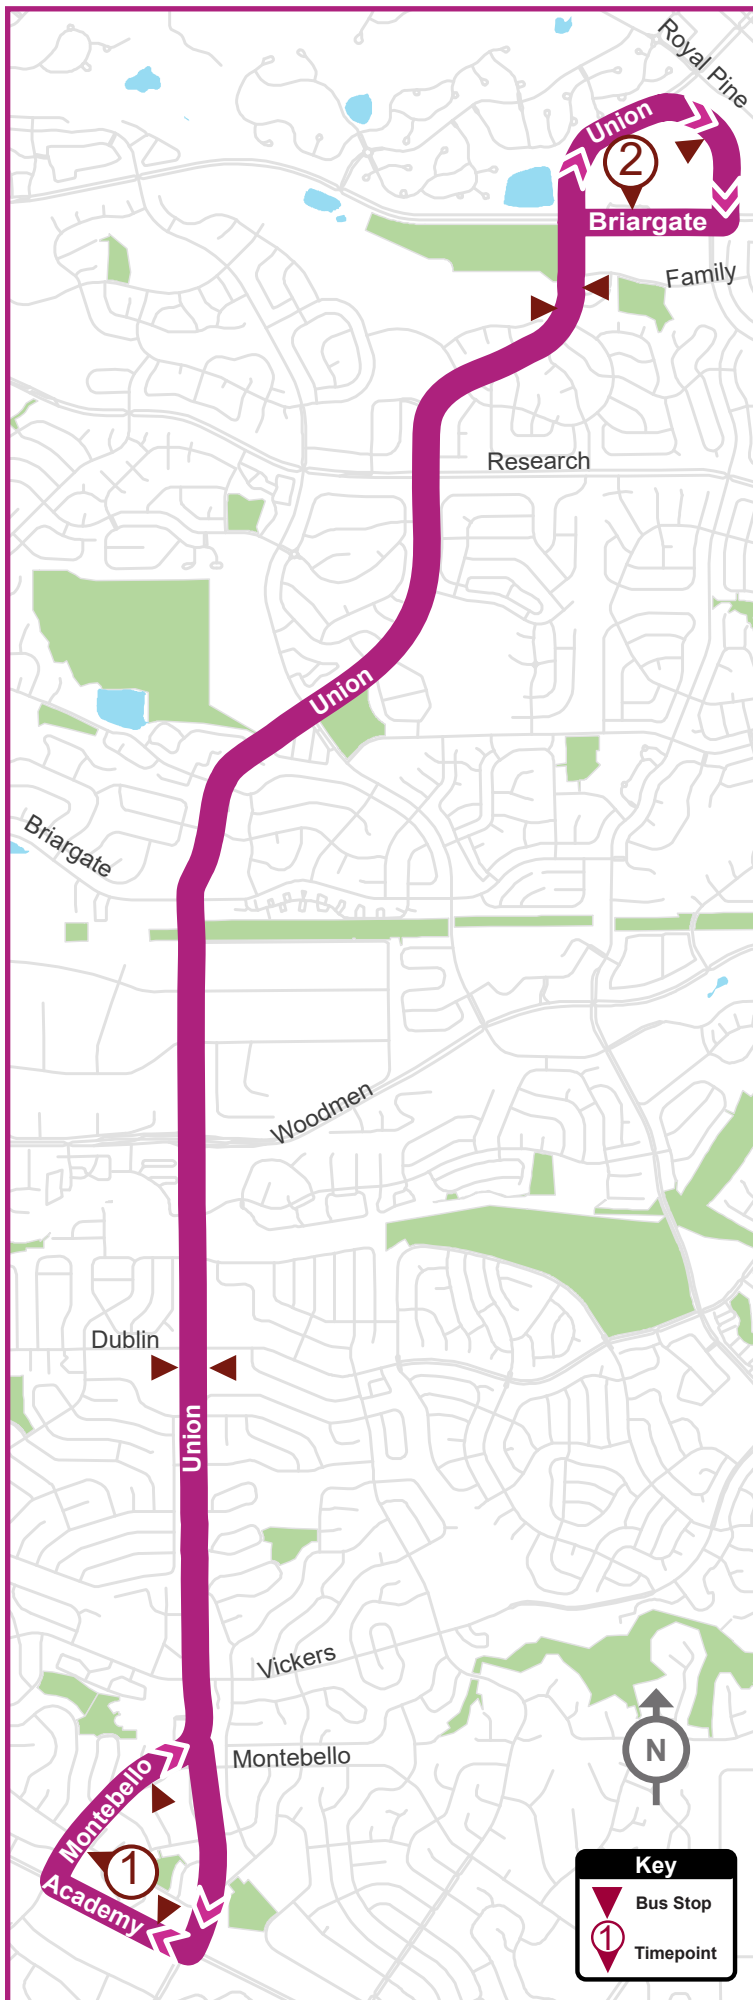 Royal Pine
Union
2
Briargate
Family
Research
Union
Briargate
Woodmen
Dublin
Union
Vickers
Montebello
N
Montebello
1
Academy
Key
Bus Stop
1
Timepoint